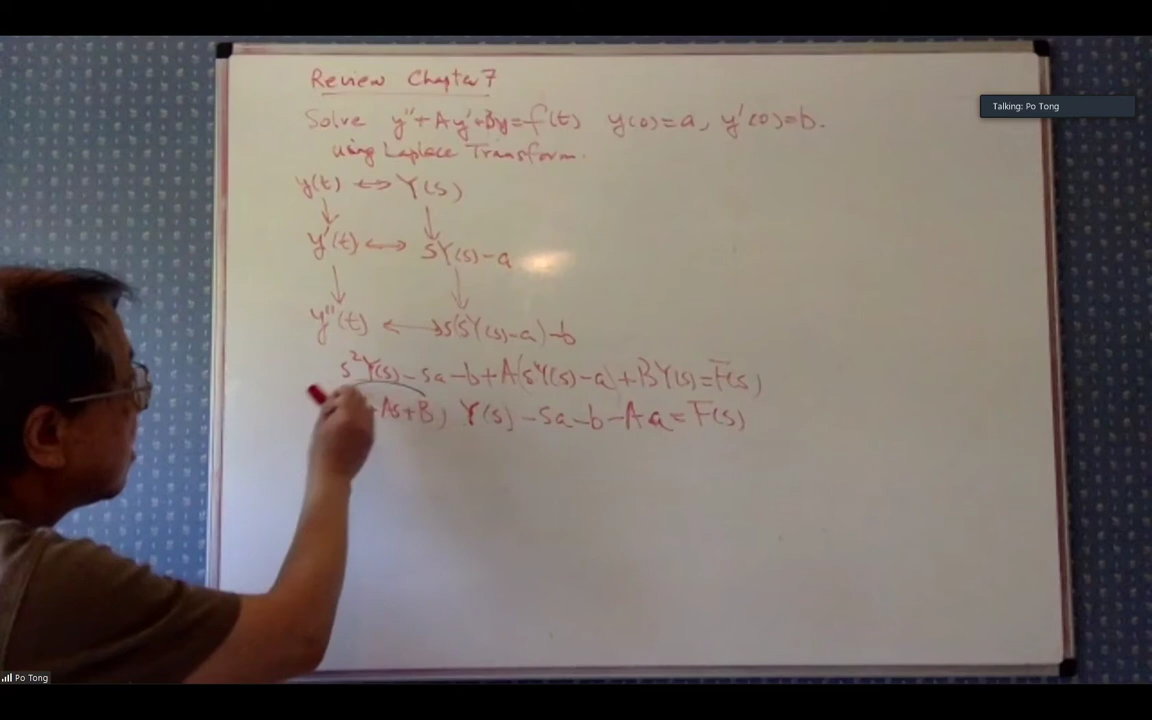 Review Chapter 7
Solve y''+Ay'+By=f(t) y(0)=a, y'(0)=b.
using Laplace Transform.
y(t) ↔ Y(s)
↓ ↓
y'(t) ↔ sY(s)-a
↓ ↓
y''(t) ↔ s(sY(s)-a)-b
s²Y(s)-sa-b+A(sY(s)-a)+BY(s)=F(s)
+As+B) Y(s)-sa-b-Aa=F(s)
Talking: Po Tong
Po Tong